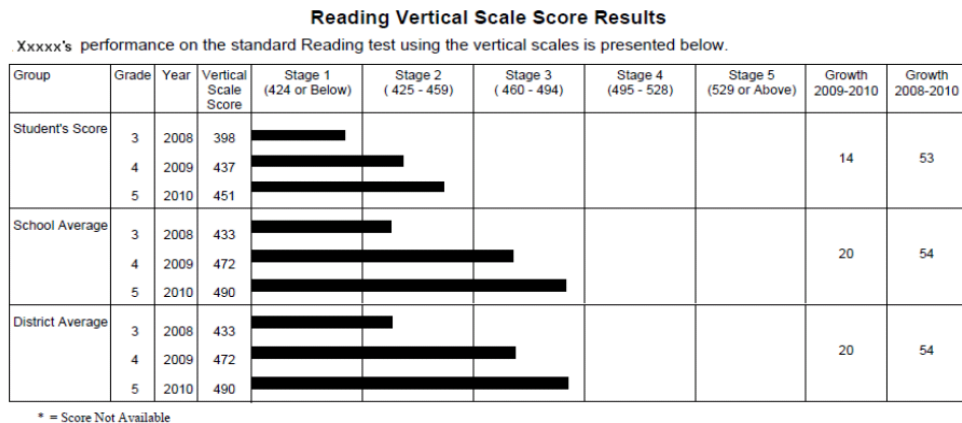 Reading Vertical Scale Score Results
Xxxxx's performance on the standard Reading test using the vertical scales is presented below.
Group Grade Year Vertical Scale Score Stage 1 (424 or Below) Stage 2 ( 425 - 459) Stage 3 ( 460 - 494) Stage 4 (495 - 528) Stage 5 (529 or Above) Growth 2009-2010 Growth 2008-2010
Student's Score
3 2008 398
4 2009 437 14 53
5 2010 451
School Average
3 2008 433
4 2009 472 20 54
5 2010 490
District Average
3 2008 433
4 2009 472 20 54
5 2010 490
* = Score Not Available